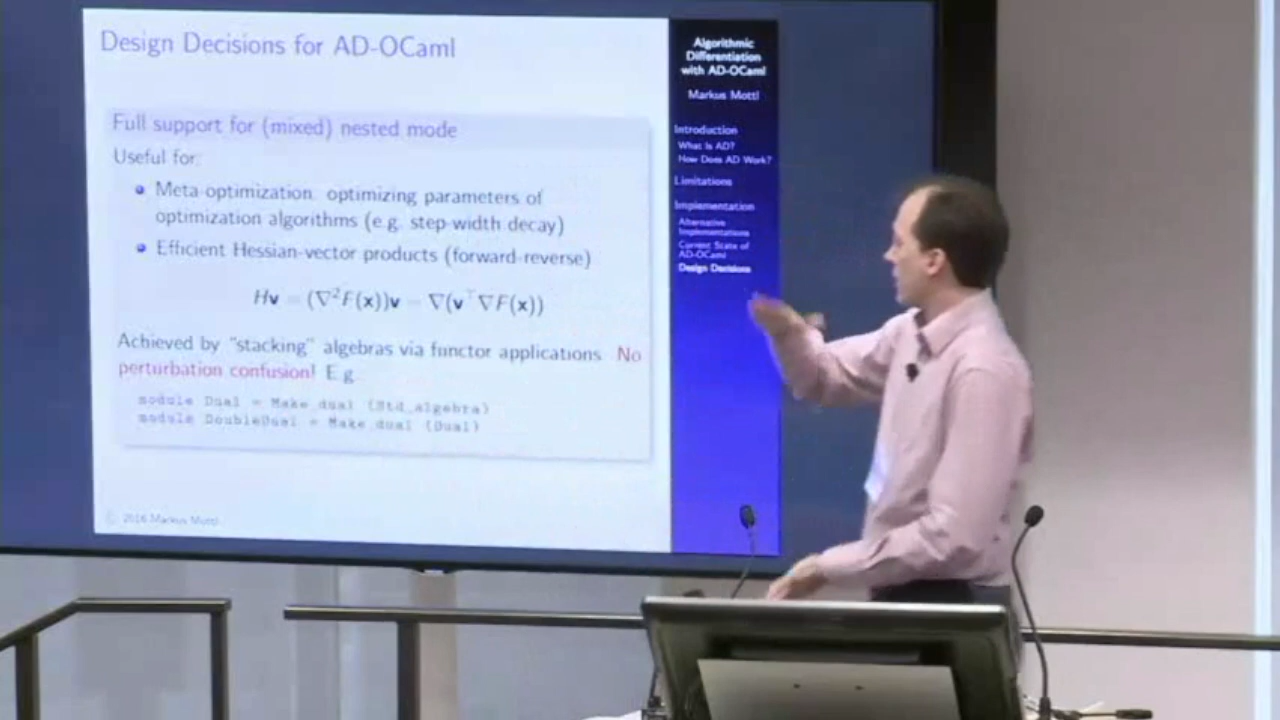 Design Decisions for AD-OCaml
Full support for (mixed) nested mode
Useful for:
Meta-optimization: optimizing parameters of
optimization algorithms (e.g. step-width decay)
Efficient Hessian-vector products (forward-reverse)
Hv = (∇²F(x))v = ∇(vᵀ∇F(x))
Achieved by "stacking" algebras via functor applications. No
perturbation confusion! E.g.
module Dual = Make_dual (Std_algebra)
module DoubleDual = Make_dual (Dual)
© 2016 Markus Mottl
Algorithmic
Differentiation
with AD-OCaml
Markus Mottl
Introduction
What Is AD?
How Does AD Work?
Limitations
Implementation
Alternative
Implementations
Current State of
AD-OCaml
Design Decisions